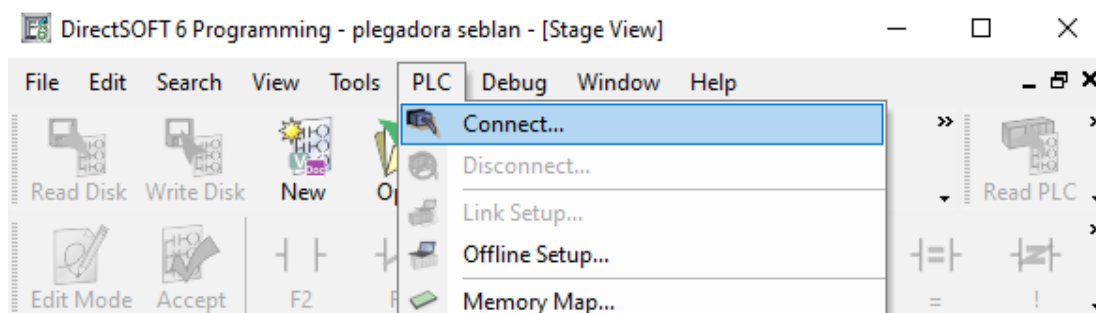 DirectSOFT 6 Programming - plegadora seblan - [Stage View]
File Edit Search View Tools PLC Debug Window Help
Connect...
Disconnect...
Read Disk Write Disk New Read PLC
Link Setup...
Offline Setup...
Edit Mode Accept F2 = !
Memory Map...